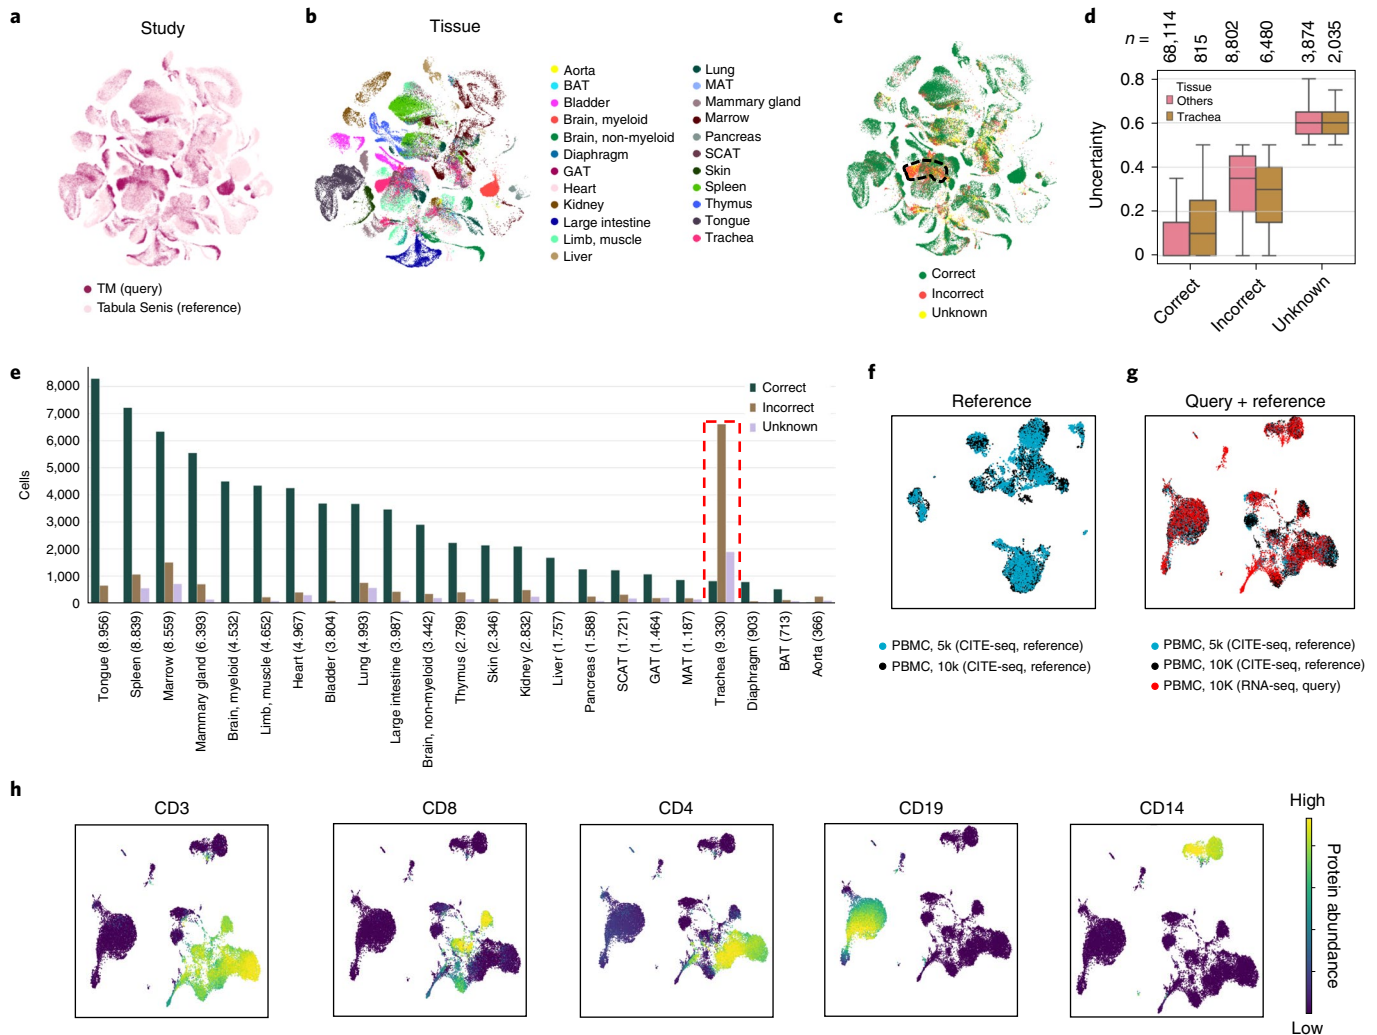 a
Study
TM (query)
Tabula Senis (reference)
b
Tissue
Aorta
BAT
Bladder
Brain, myeloid
Brain, non-myeloid
Diaphragm
GAT
Heart
Kidney
Large intestine
Limb, muscle
Liver
Lung
MAT
Mammary gland
Marrow
Pancreas
SCAT
Skin
Spleen
Thymus
Tongue
Trachea
c
Correct
Incorrect
Unknown
d
n =
68,114
815
8,802
6,480
3,874
2,035
Uncertainty
0.8
0.6
0.4
0.2
0
Tissue
Others
Trachea
Correct
Incorrect
Unknown
e
Cells
8,000
7,000
6,000
5,000
4,000
3,000
2,000
1,000
0
Correct
Incorrect
Unknown
Tongue (8.956)
Spleen (8.839)
Marrow (8.559)
Mammary gland (6.393)
Brain, myeloid (4.532)
Limb, muscle (4.652)
Heart (4.967)
Bladder (3.804)
Lung (4.993)
Large intestine (3.987)
Brain, non-myeloid (3.442)
Thymus (2.789)
Skin (2.346)
Kidney (2.832)
Liver (1.757)
Pancreas (1.588)
SCAT (1.721)
GAT (1.464)
MAT (1.187)
Trachea (9.330)
Diaphragm (903)
BAT (713)
Aorta (366)
f
Reference
PBMC, 5k (CITE-seq, reference)
PBMC, 10k (CITE-seq, reference)
g
Query + reference
PBMC, 5k (CITE-seq, reference)
PBMC, 10K (CITE-seq, reference)
PBMC, 10K (RNA-seq, query)
h
CD3
CD8
CD4
CD19
CD14
High
Protein abundance
Low